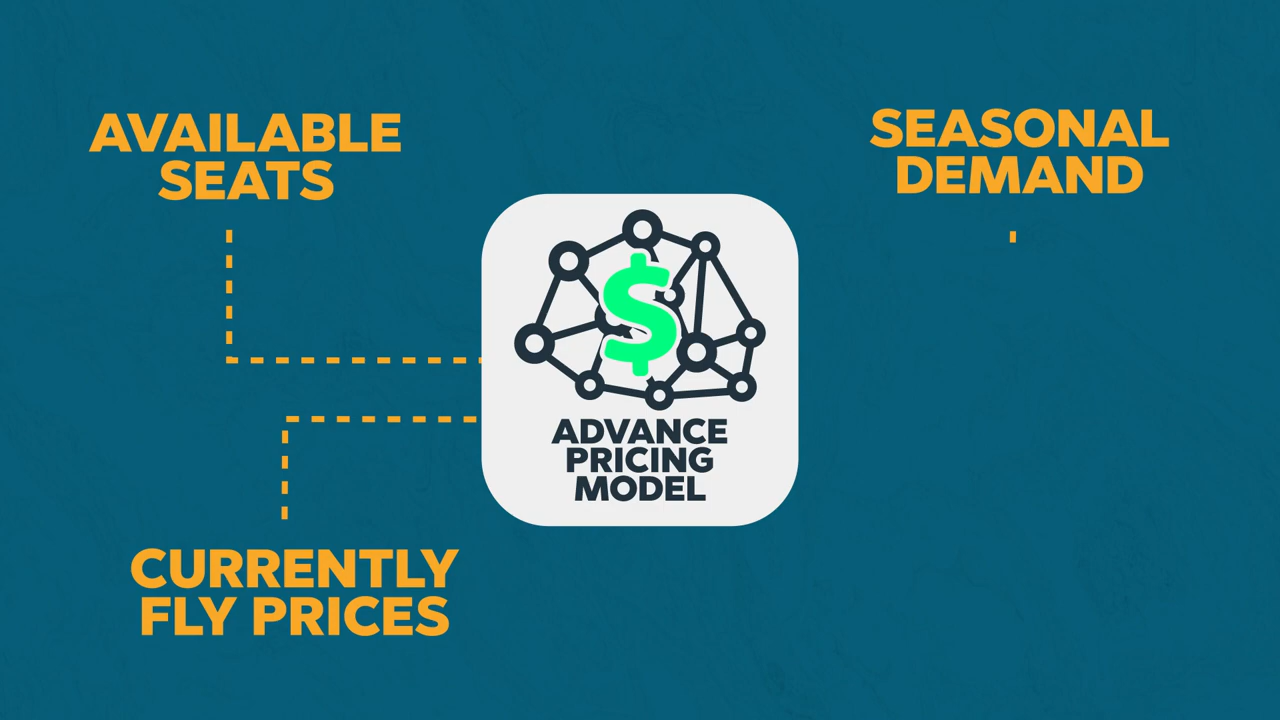 AVAILABLE
SEATS
SEASONAL
DEMAND
$
ADVANCE
PRICING
MODEL
CURRENTLY
FLY PRICES